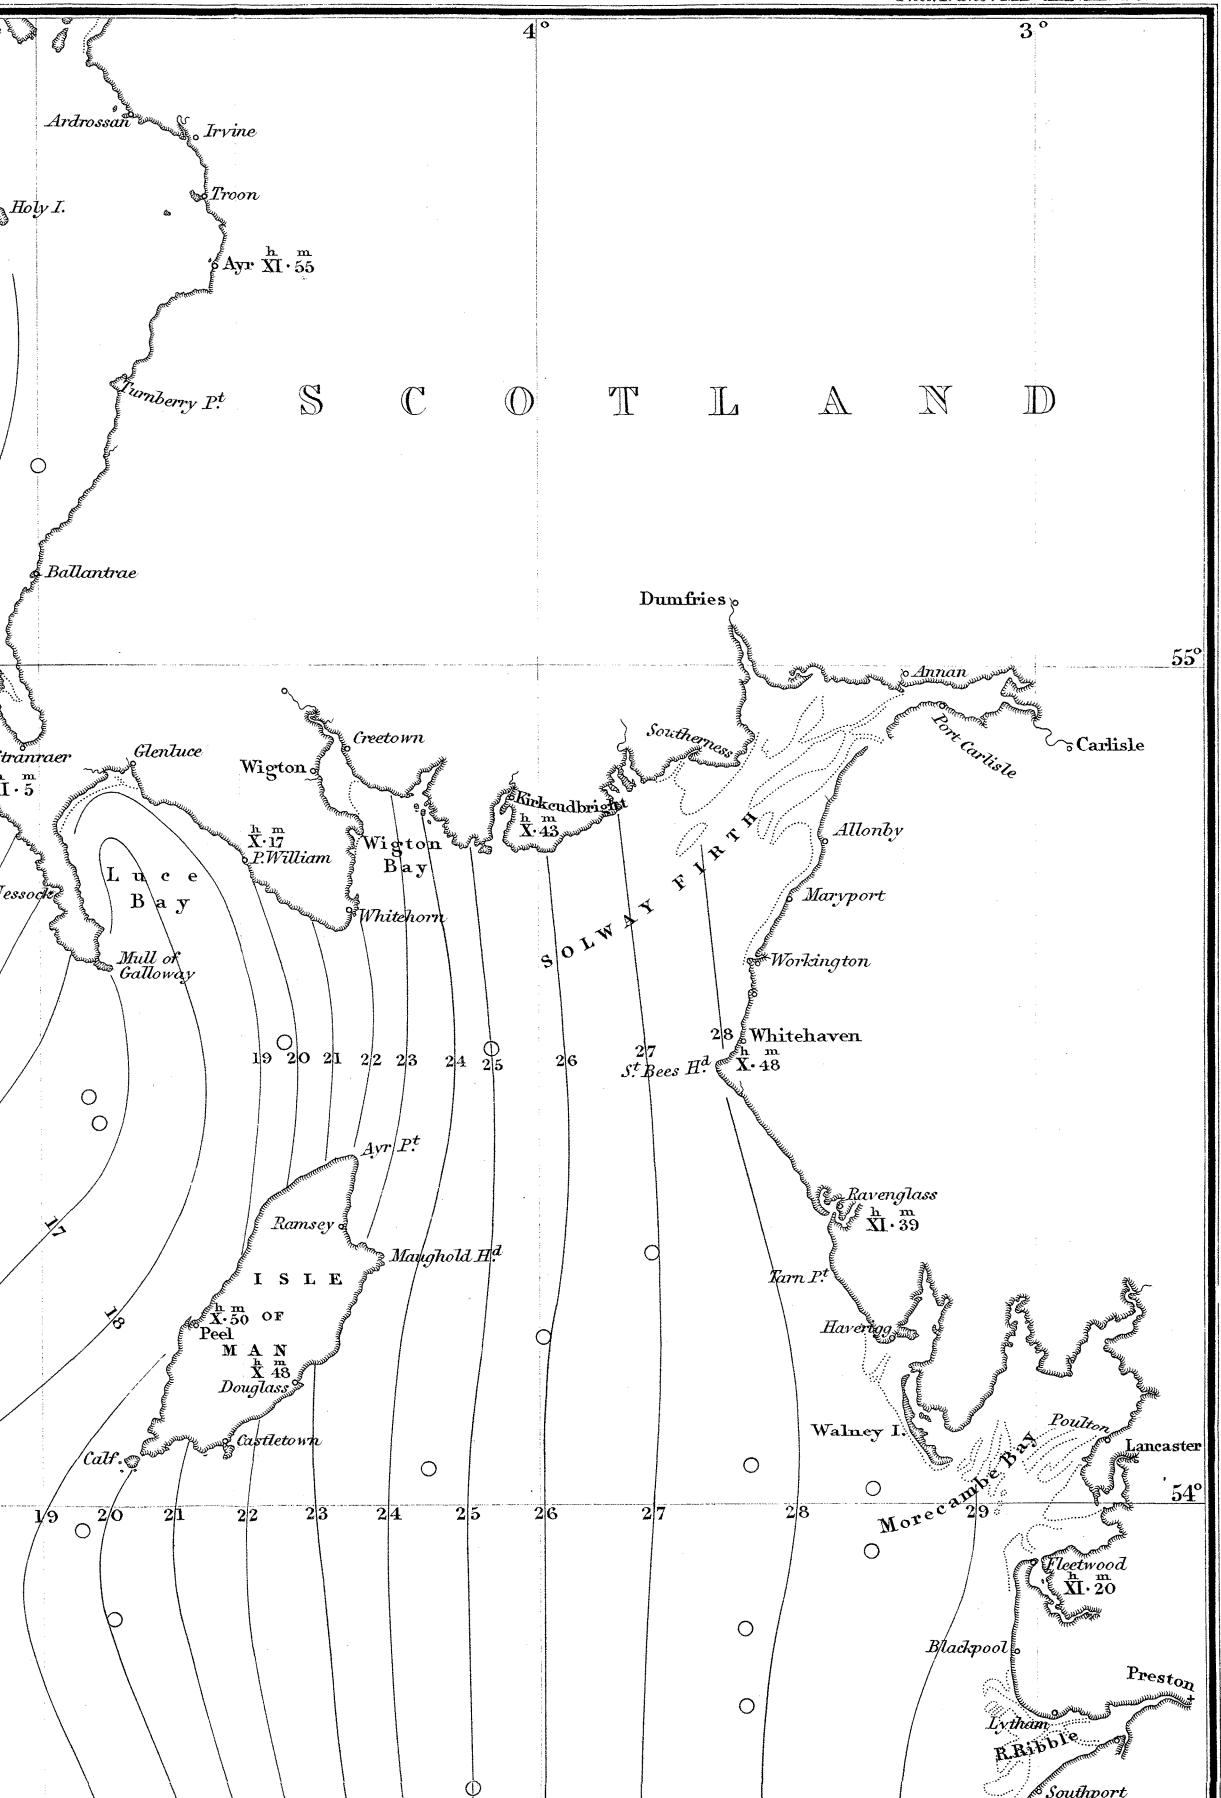 4°
3°
Ardrossan
Irvine
Troon
Holy I.
h m
Ayr XI·55
Turnberry Pt.
SCOTLAND
Ballantrae
Dumfries
55°
Annan
Creetown
Southerness
Port Carlisle
Carlisle
Glenluce
tranraer
h m
I·5
Wigton
Kirkcudbright
h m
X·43
h m
X·17
P. William
Wigton
Bay
Allonby
Luce
Bay
Maryport
Whitehorn
SOLWAY FIRTH
Mull of
Galloway
Workington
28
Whitehaven
h m
X·48
19 20 21 22 23 24 25 26 27
St. Bees Hd.
Ayr Pt.
Ravenglass
h m
XI·39
Ramsey
17
Maughold Hd.
Tarn Pt.
ISLE
OF
MAN
h m
X·50
Peel
18
Haverigg
h m
X 48
Douglass
Castletown
Calf.
Walney I.
Poulton
Lancaster
Morecambe Bay
54°
19 20 21 22 23 24 25 26 27 28 29
Fleetwood
h m
XI·20
Blackpool
Preston
Lytham
R. Ribble
Southport